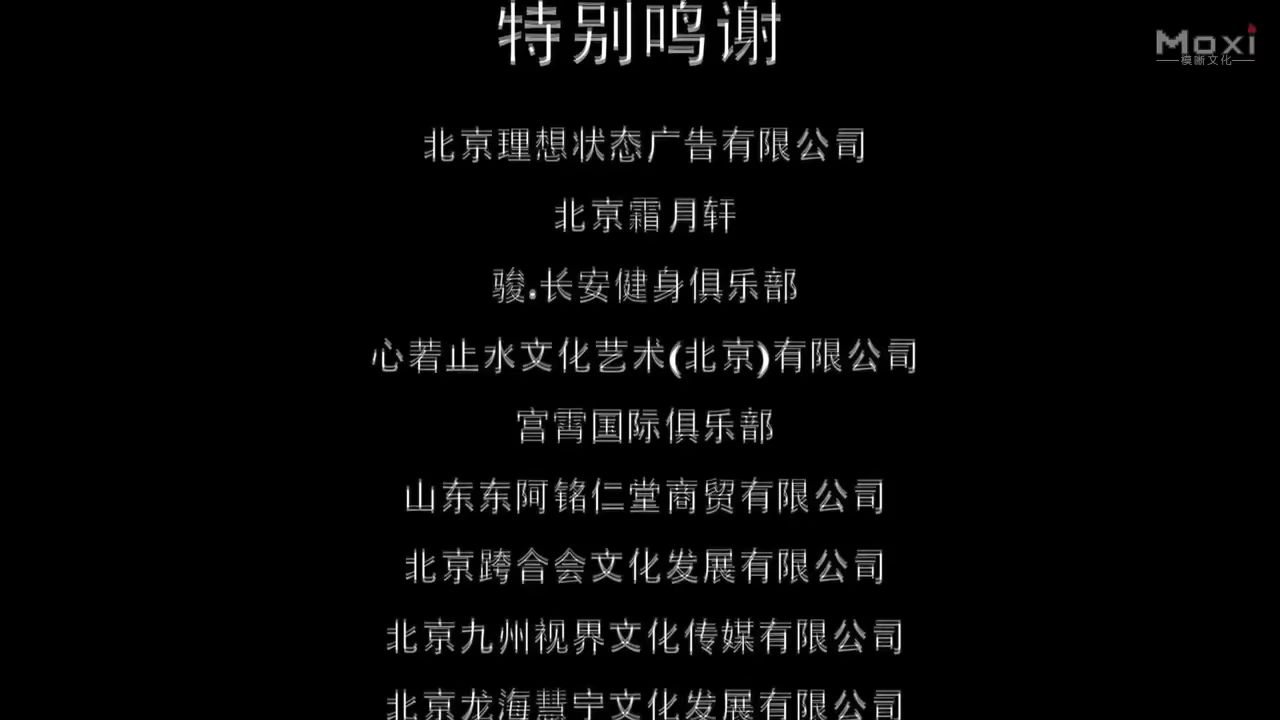 特别鸣谢
Moxi
模晰文化
北京理想状态广告有限公司
北京霜月轩
骏.长安健身俱乐部
心若止水文化艺术(北京)有限公司
宫霄国际俱乐部
山东东阿铭仁堂商贸有限公司
北京跨合会文化发展有限公司
北京九州视界文化传媒有限公司
北京龙海慧宁文化发展有限公司